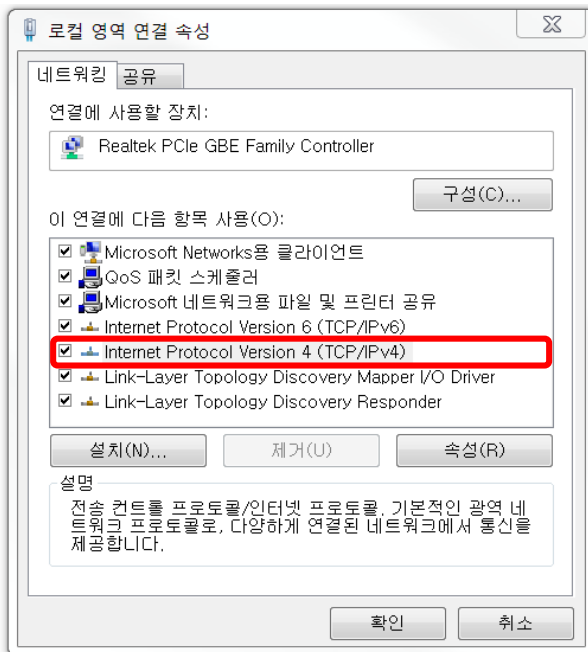 로컬 영역 연결 속성
네트워킹 공유
연결에 사용할 장치:
Realtek PCIe GBE Family Controller
구성(C)...
이 연결에 다음 항목 사용(O):
Microsoft Networks용 클라이언트
QoS 패킷 스케줄러
Microsoft 네트워크용 파일 및 프린터 공유
Internet Protocol Version 6 (TCP/IPv6)
Internet Protocol Version 4 (TCP/IPv4)
Link-Layer Topology Discovery Mapper I/O Driver
Link-Layer Topology Discovery Responder
설치(N)... 제거(U) 속성(R)
설명
전송 컨트롤 프로토콜/인터넷 프로토콜. 기본적인 광역 네
트워크 프로토콜로, 다양하게 연결된 네트워크에서 통신을
제공합니다.
확인 취소